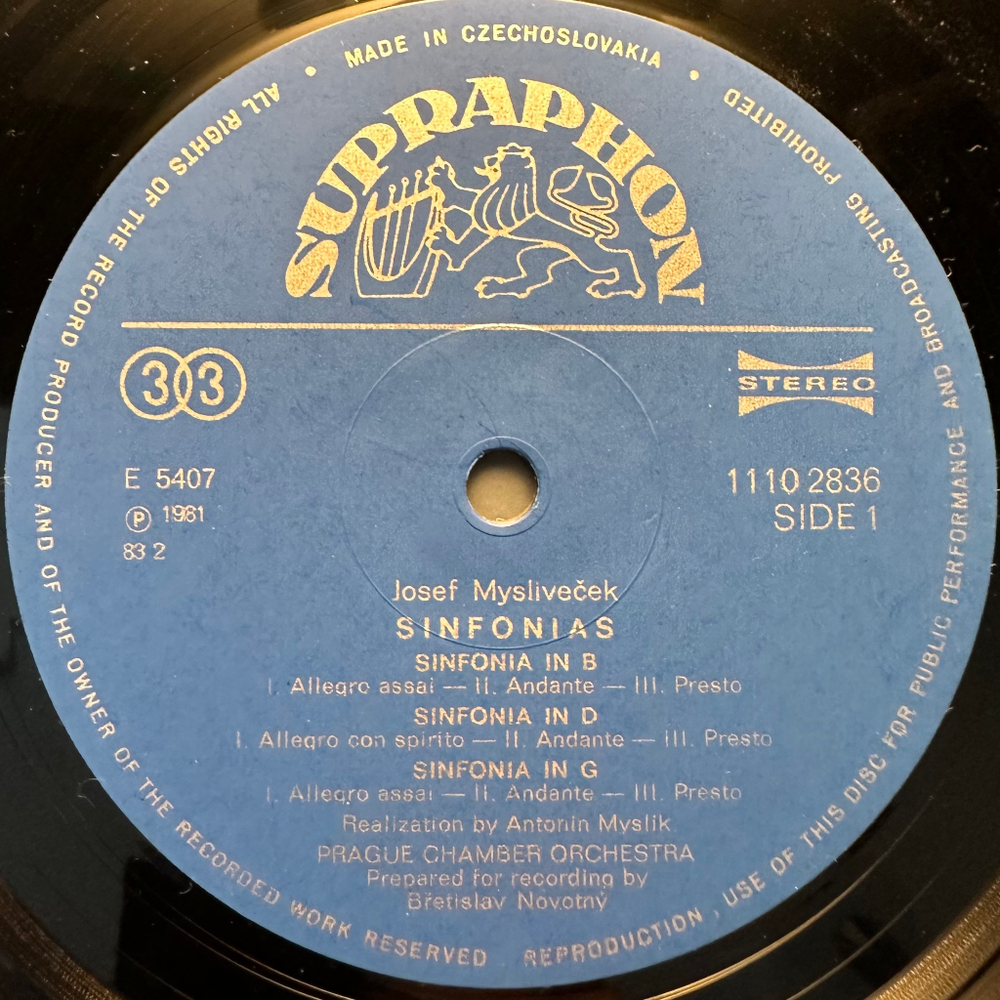 MADE IN CZECHOSLOVAKIA
ALL RIGHTS OF THE RECORD PRODUCER AND OF THE OWNER OF THE RECORDED WORK RESERVED
REPRODUCTION, USE OF THIS DISC FOR PUBLIC PERFORMANCE AND BROADCASTING PROHIBITED
SUPRAPHON
33
STEREO
E 5407
1110 2836
Ⓟ 1981
SIDE 1
83 2
Josef Mysliveček
SINFONIAS
SINFONIA IN B
I. Allegro assai — II. Andante — III. Presto
SINFONIA IN D
I. Allegro con spirito — II. Andante — III. Presto
SINFONIA IN G
I. Allegro assai — II. Andante — III. Presto
Realization by Antonín Myslík
PRAGUE CHAMBER ORCHESTRA
Prepared for recording by
Břetislav Novotný